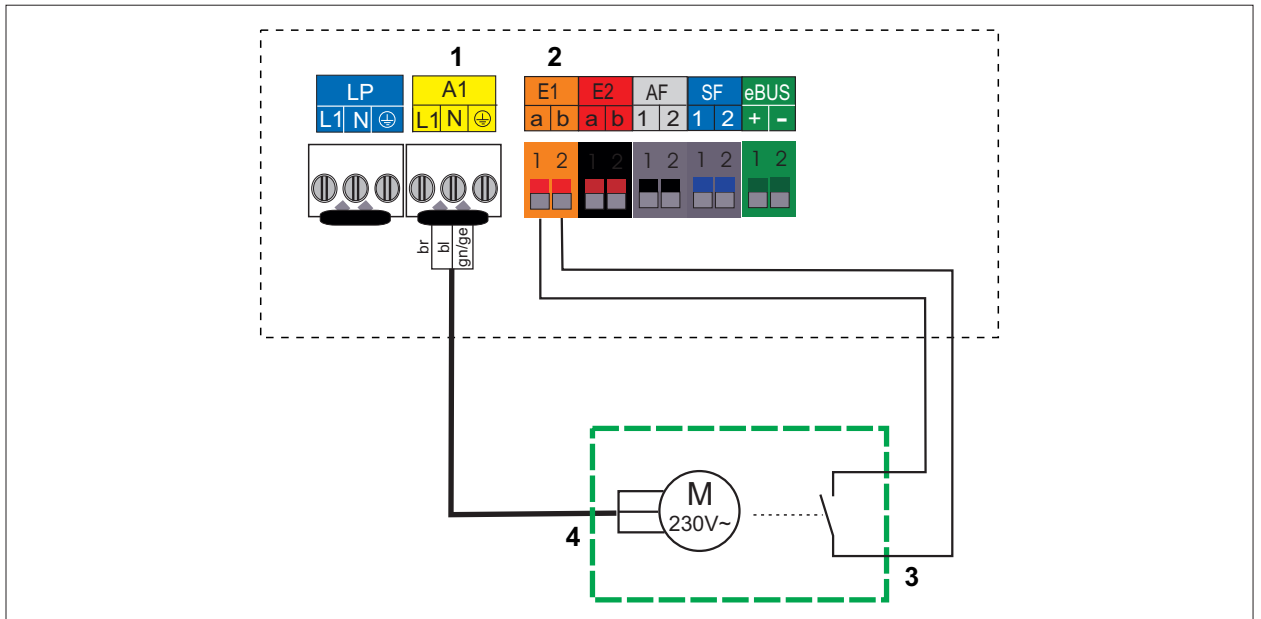 1 2
LP A1 E1 E2 AF SF eBUS
L1 N ⏚ L1 N ⏚ a b a b 1 2 1 2 + -
1 2 1 2 1 2 1 2 1 2
br
bl
gn/ge
M
230V~
4
3